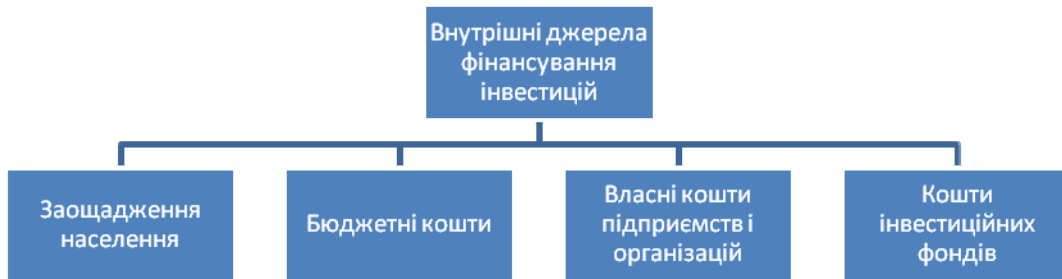 Внутрішні джерела
фінансування
інвестицій
Заощадження
населення
Бюджетні кошти
Власні кошти
підприємств і
організацій
Кошти
інвестиційних
фондів